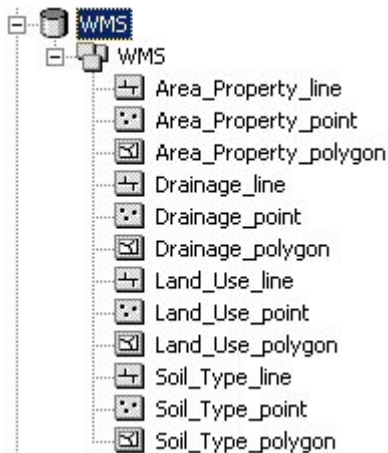 WMS
WMS
Area_Property_line
Area_Property_point
Area_Property_polygon
Drainage_line
Drainage_point
Drainage_polygon
Land_Use_line
Land_Use_point
Land_Use_polygon
Soil_Type_line
Soil_Type_point
Soil_Type_polygon